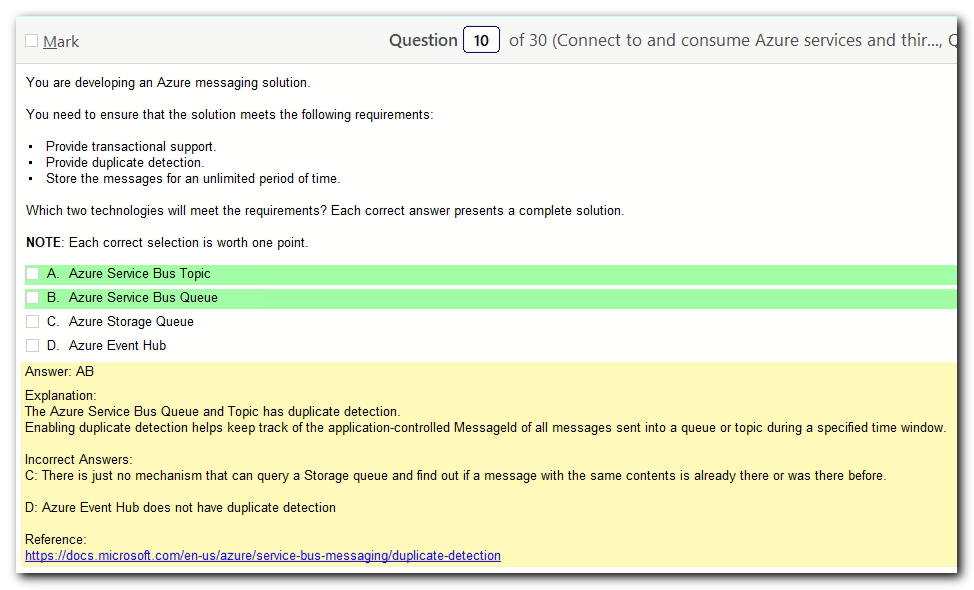 Mark
Question 10 of 30 (Connect to and consume Azure services and thir...,
You are developing an Azure messaging solution.
You need to ensure that the solution meets the following requirements:
• Provide transactional support.
• Provide duplicate detection.
• Store the messages for an unlimited period of time.
Which two technologies will meet the requirements? Each correct answer presents a complete solution.
NOTE: Each correct selection is worth one point.
A. Azure Service Bus Topic
B. Azure Service Bus Queue
C. Azure Storage Queue
D. Azure Event Hub
Answer: AB
Explanation:
The Azure Service Bus Queue and Topic has duplicate detection.
Enabling duplicate detection helps keep track of the application-controlled MessageId of all messages sent into a queue or topic during a specified time window.
Incorrect Answers:
C: There is just no mechanism that can query a Storage queue and find out if a message with the same contents is already there or was there before.
D: Azure Event Hub does not have duplicate detection
Reference:
https://docs.microsoft.com/en-us/azure/service-bus-messaging/duplicate-detection